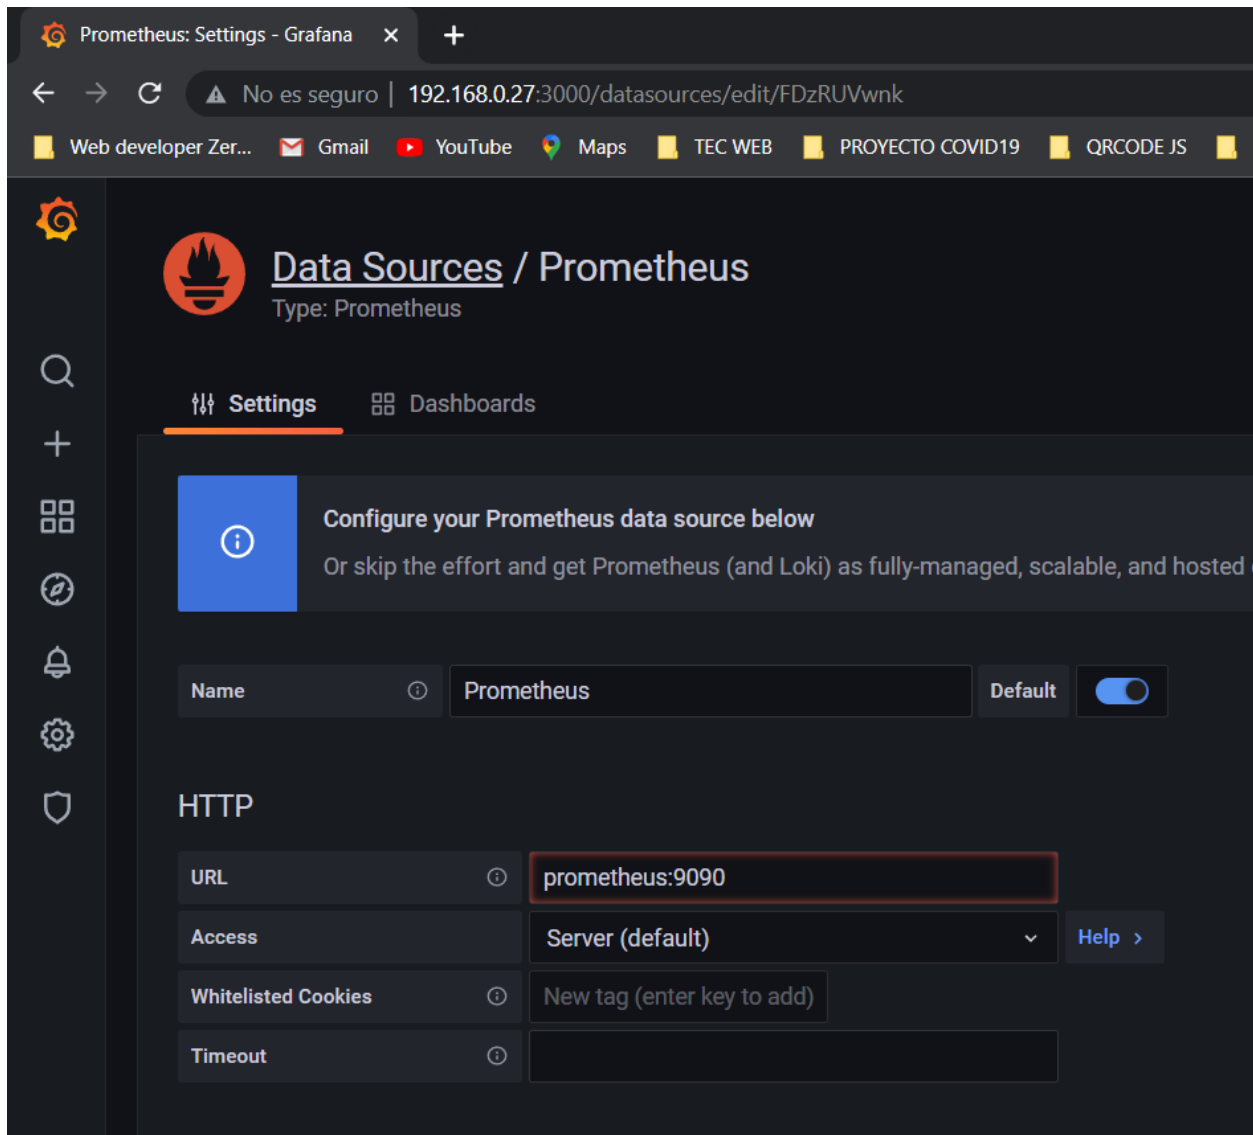 Prometheus: Settings - Grafana
No es seguro | 192.168.0.27:3000/datasources/edit/FDzRUVwnk
Web developer Zer... Gmail YouTube Maps TEC WEB PROYECTO COVID19 QRCODE JS
Data Sources / Prometheus
Type: Prometheus
Settings Dashboards
Configure your Prometheus data source below
Or skip the effort and get Prometheus (and Loki) as fully-managed, scalable, and hosted
Name Prometheus Default
HTTP
URL prometheus:9090
Access Server (default) Help >
Whitelisted Cookies New tag (enter key to add)
Timeout